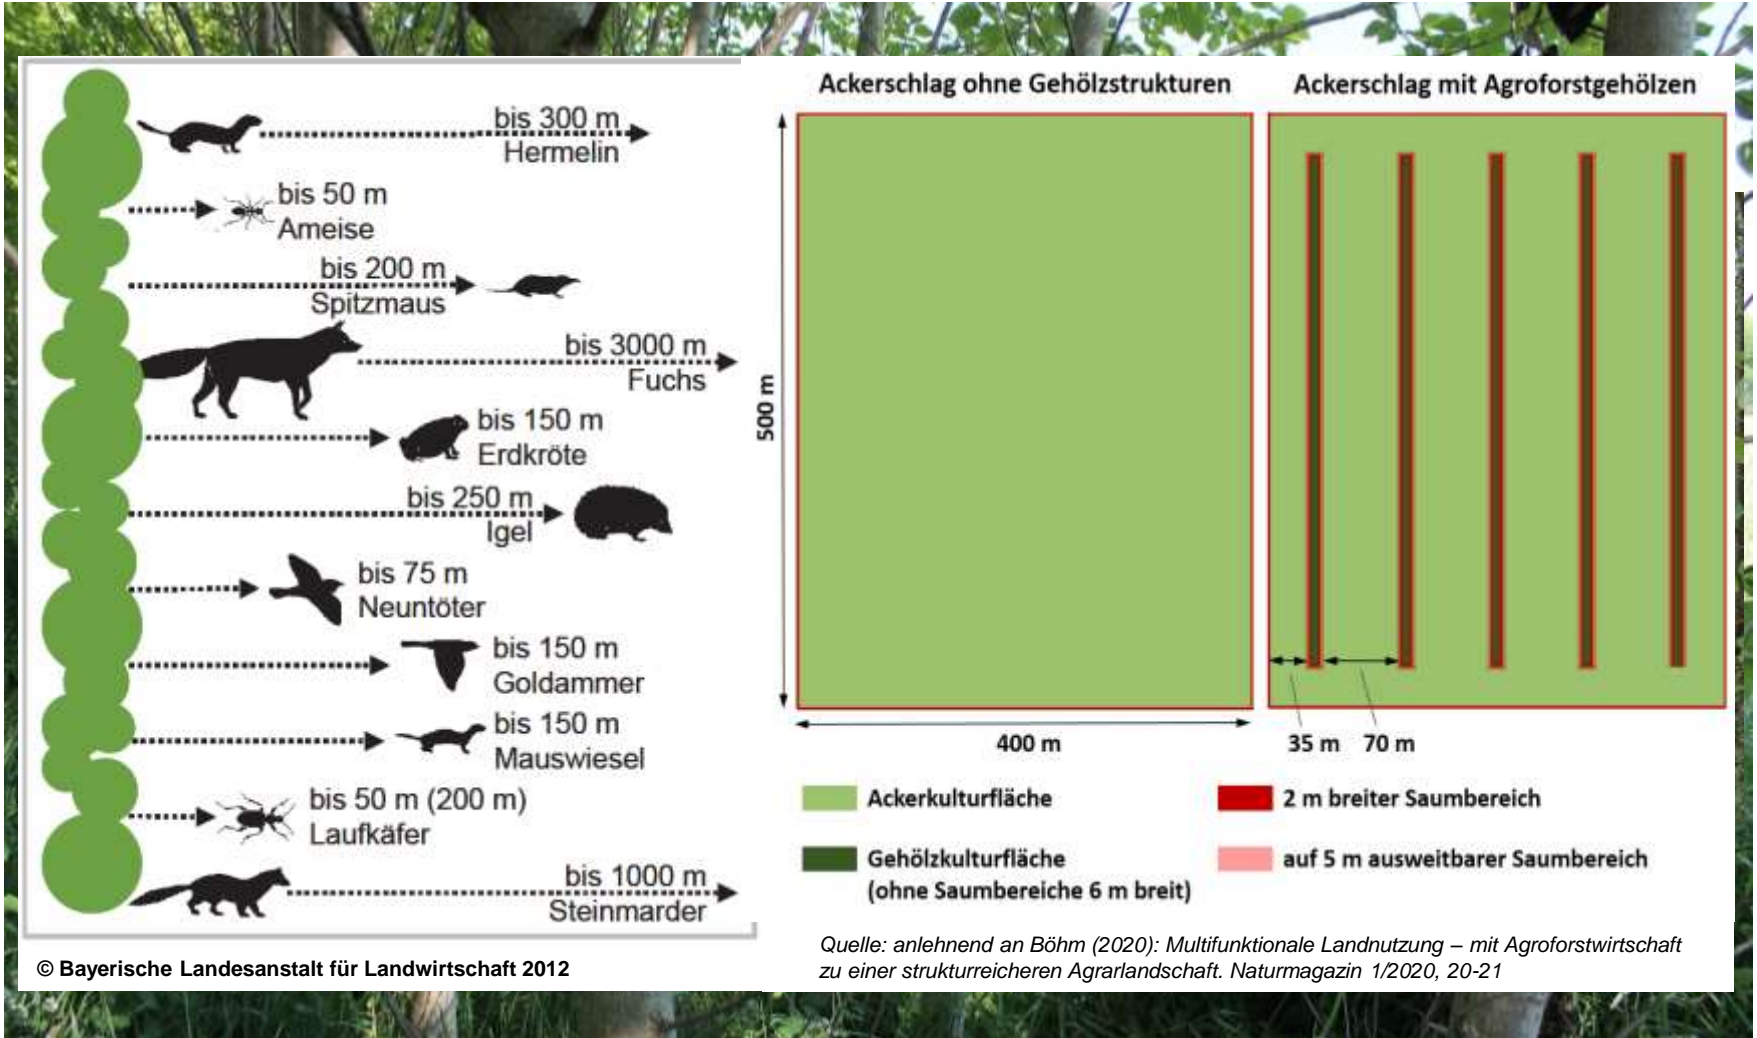 bis 300 m
Hermelin
bis 50 m
Ameise
bis 200 m
Spitzmaus
bis 3000 m
Fuchs
bis 150 m
Erdkröte
bis 250 m
Igel
bis 75 m
Neuntöter
bis 150 m
Goldammer
bis 150 m
Mauswiesel
bis 50 m (200 m)
Laufkäfer
bis 1000 m
Steinmarder
© Bayerische Landesanstalt für Landwirtschaft 2012
Ackerschlag ohne Gehölzstrukturen
Ackerschlag mit Agroforstgehölzen
500 m
400 m
35 m
70 m
Ackerkulturfläche
2 m breiter Saumbereich
Gehölzkulturfläche
(ohne Saumbereiche 6 m breit)
auf 5 m ausweitbarer Saumbereich
Quelle: anlehnend an Böhm (2020): Multifunktionale Landnutzung – mit Agroforstwirtschaft
zu einer strukturreicheren Agrarlandschaft. Naturmagazin 1/2020, 20-21